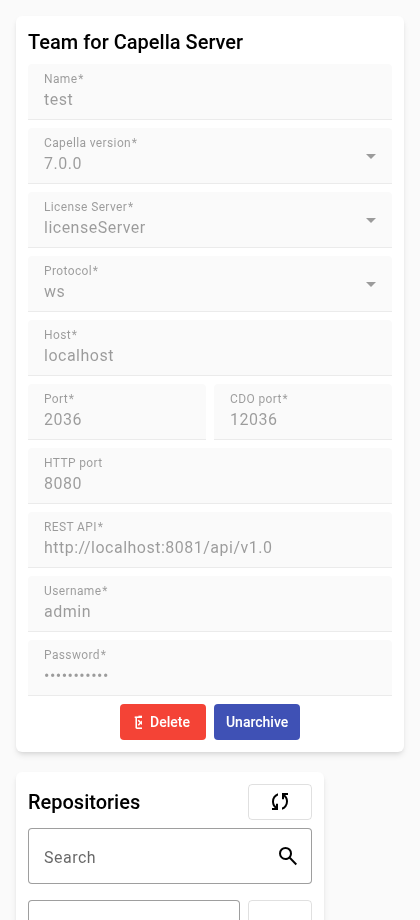 Team for Capella Server
Name*
test
Capella version*
7.0.0
License Server*
licenseServer
Protocol*
ws
Host*
localhost
Port*
2036
CDO port*
12036
HTTP port
8080
REST API*
http://localhost:8081/api/v1.0
Username*
admin
Password*
•••••••••••
Delete
Unarchive
Repositories
Search